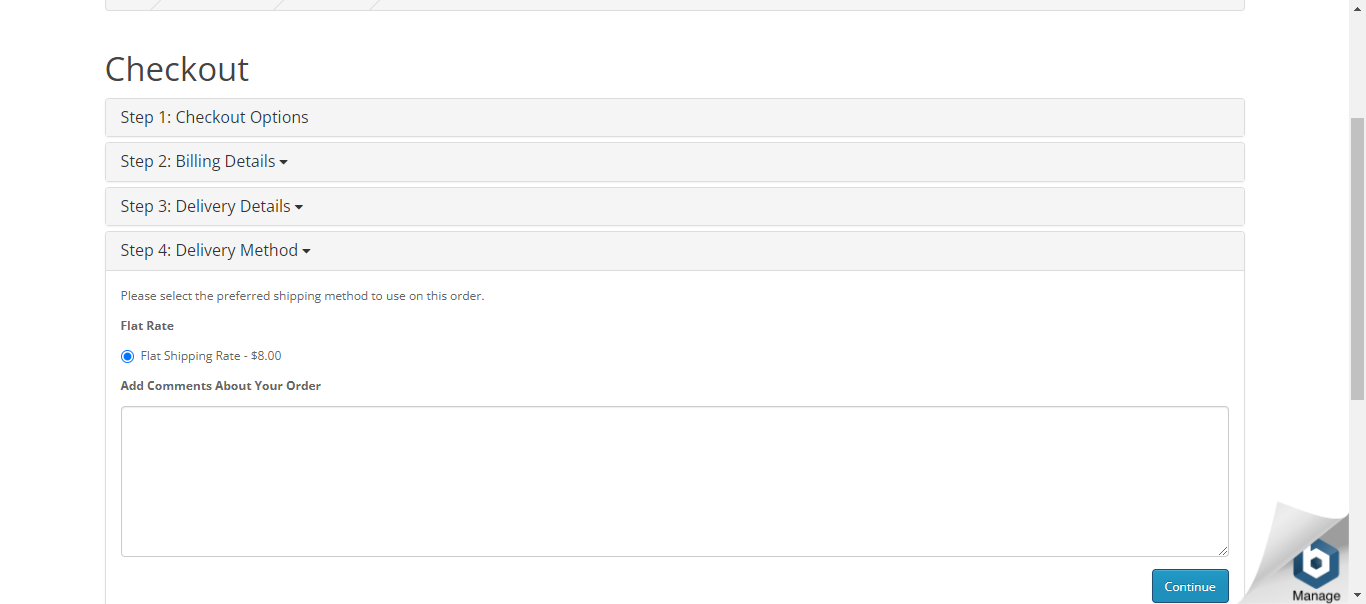 Checkout
Step 1: Checkout Options
Step 2: Billing Details
Step 3: Delivery Details
Step 4: Delivery Method
Please select the preferred shipping method to use on this order.
Flat Rate
Flat Shipping Rate - $8.00
Add Comments About Your Order
Continue
b
Manage